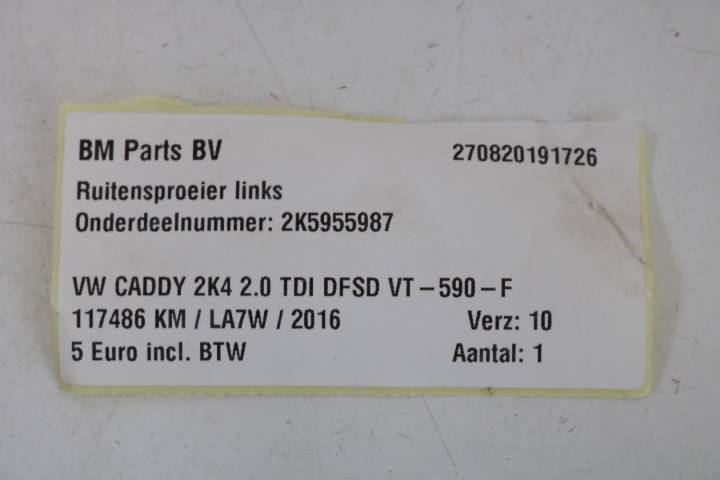 BM Parts BV 270820191726
Ruitensproeier links
Onderdeelnummer: 2K5955987
VW CADDY 2K4 2.0 TDI DFSD VT-590-F
117486 KM / LA7W / 2016 Verz: 10
5 Euro incl. BTW Aantal: 1